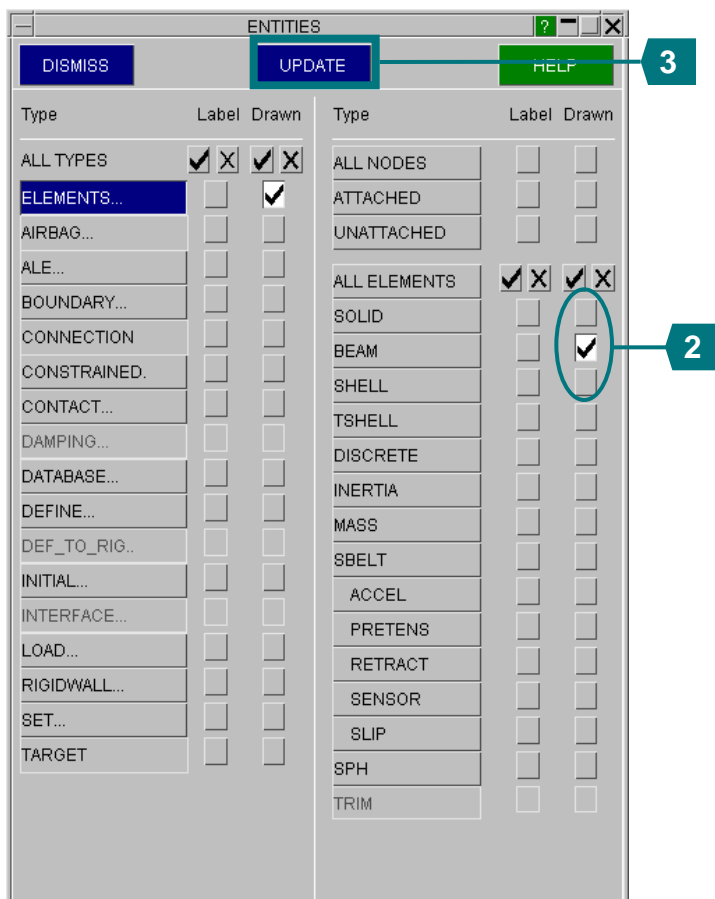 ENTITIES ?
DISMISS UPDATE HELP 3
Type Label Drawn
ALL TYPES
ELEMENTS...
AIRBAG...
ALE...
BOUNDARY...
CONNECTION
CONSTRAINED.
CONTACT...
DAMPING...
DATABASE...
DEFINE...
DEF_TO_RIG..
INITIAL...
INTERFACE...
LOAD...
RIGIDWALL...
SET...
TARGET
Type Label Drawn
ALL NODES
ATTACHED
UNATTACHED
ALL ELEMENTS
SOLID
BEAM 2
SHELL
TSHELL
DISCRETE
INERTIA
MASS
SBELT
ACCEL
PRETENS
RETRACT
SENSOR
SLIP
SPH
TRIM